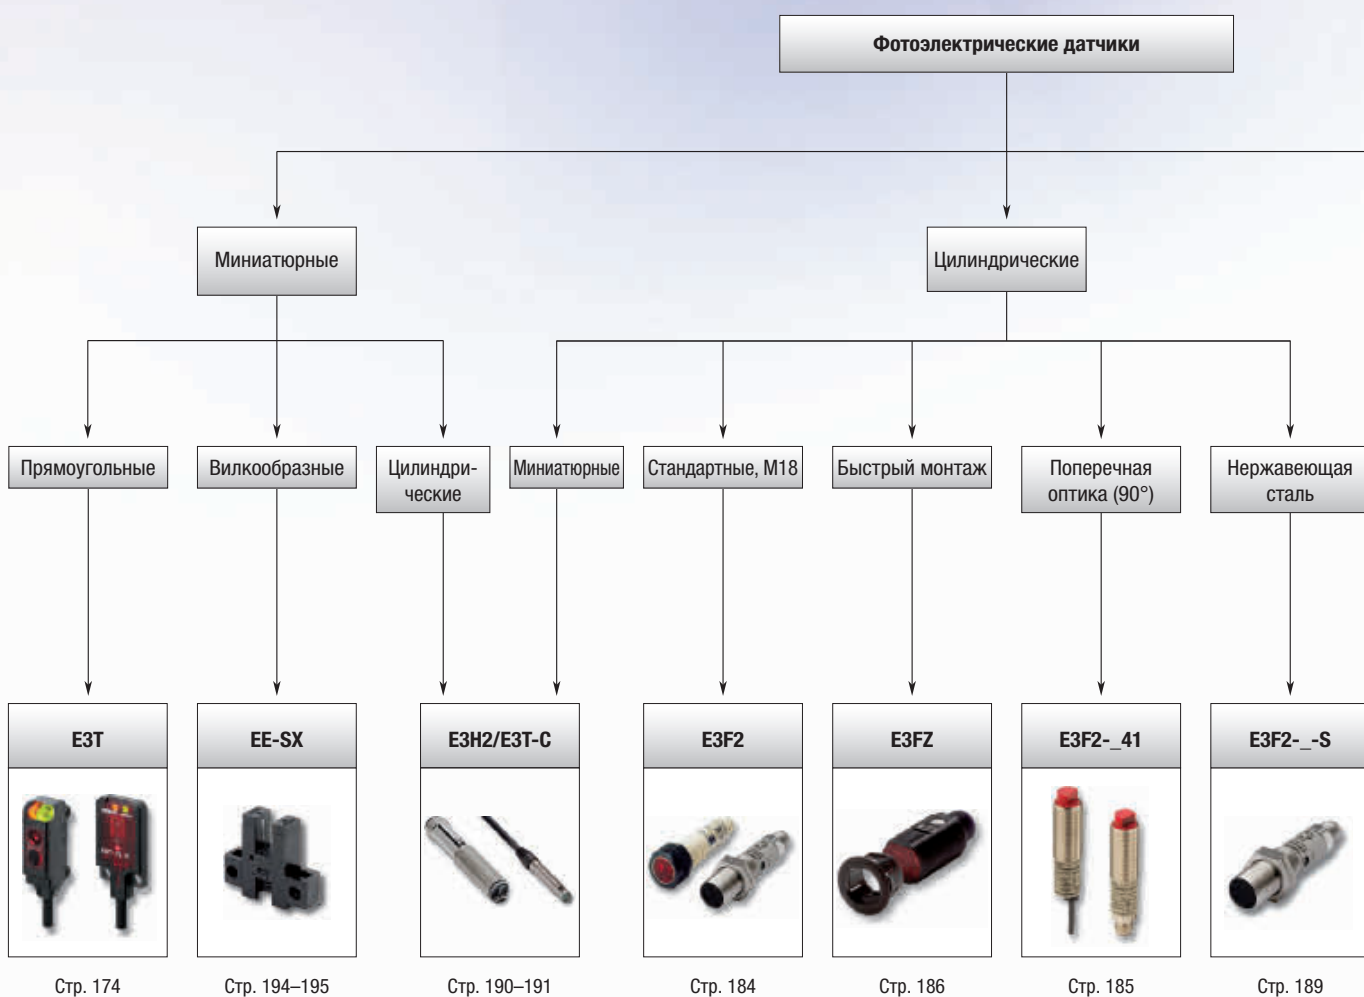 Фотоэлектрические датчики
Миниатюрные
Цилиндрические
Прямоугольные
Вилкообразные
Цилиндри-
ческие
Миниатюрные
Стандартные, M18
Быстрый монтаж
Поперечная
оптика (90°)
Нержавеющая
сталь
E3T
EE-SX
E3H2/E3T-C
E3F2
E3FZ
E3F2-_41
E3F2-_-S
Стр. 174
Стр. 194–195
Стр. 190–191
Стр. 184
Стр. 186
Стр. 185
Стр. 189